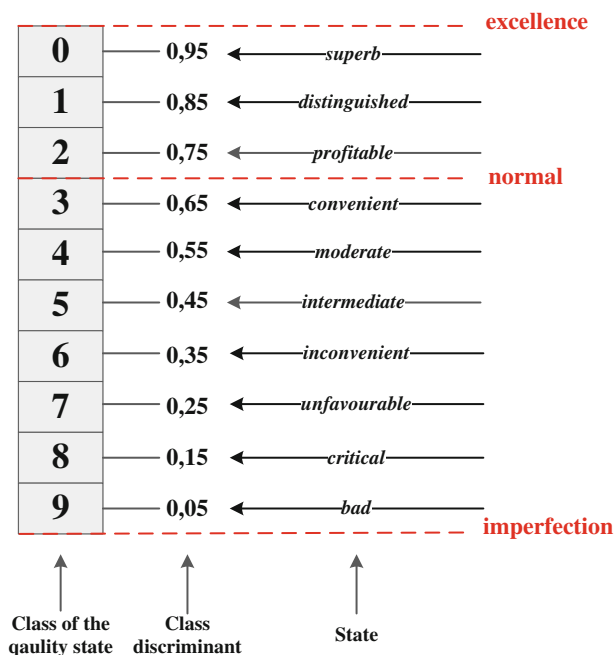 excellence
0 0,95 superb
1 0,85 distinguished
2 0,75 profitable
normal
3 0,65 convenient
4 0,55 moderate
5 0,45 intermediate
6 0,35 inconvenient
7 0,25 unfavourable
8 0,15 critical
9 0,05 bad
imperfection
Class of the
qaulity state
Class
discriminant
State